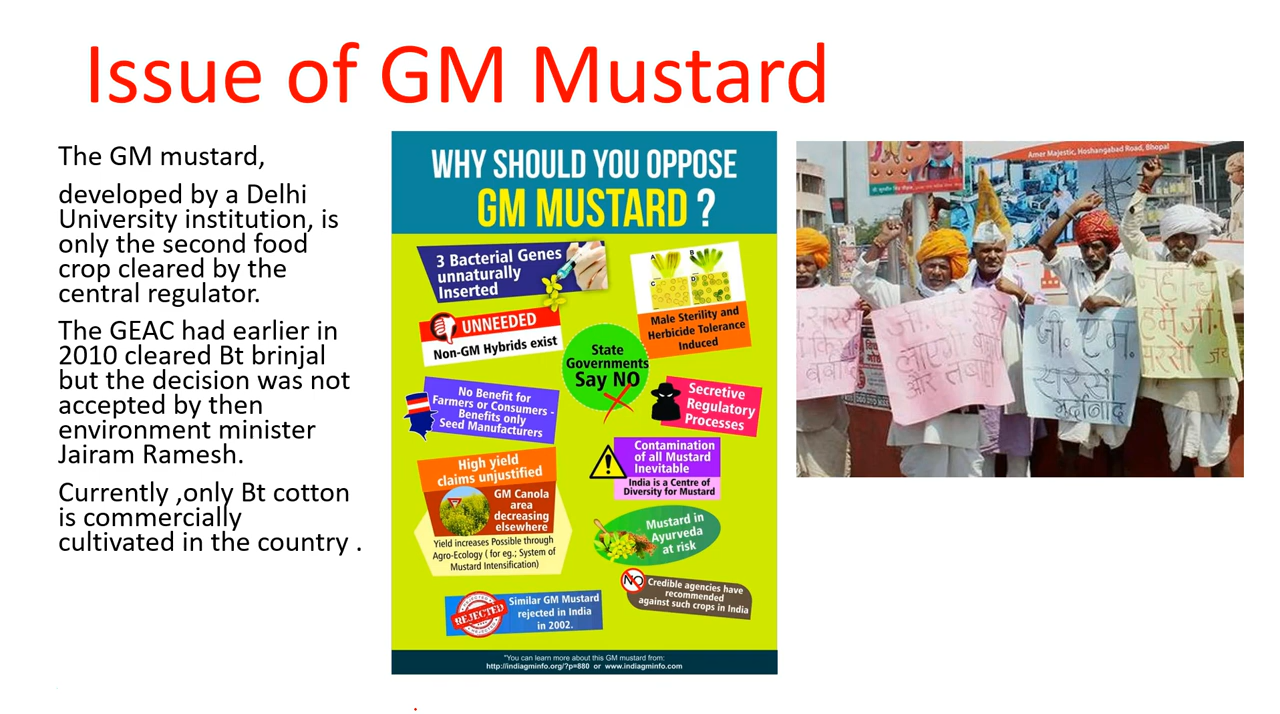 Issue of GM Mustard
The GM mustard,
developed by a Delhi
University institution, is
only the second food
crop cleared by the
central regulator.
The GEAC had earlier in
2010 cleared Bt brinjal
but the decision was not
accepted by then
environment minister
Jairam Ramesh.
Currently ,only Bt cotton
is commercially
cultivated in the country .
WHY SHOULD YOU OPPOSE
GM MUSTARD ?
3 Bacterial Genes
unnaturally
Inserted
A
B
C
D
Male Sterility and
Herbicide Tolerance
Induced
UNNEEDED
Non-GM Hybrids exist
State
Governments
Say NO
No Benefit for
Farmers or Consumers -
Benefits only
Seed Manufacturers
Secretive
Regulatory
Processes
Contamination
of all Mustard
Inevitable
India is a Centre of
Diversity for Mustard
High yield
claims unjustified
GM Canola
area
decreasing
elsewhere
Yield increases Possible through
Agro-Ecology ( for eg.; System of
Mustard Intensification)
Mustard in
Ayurveda
at risk
NO
Credible agencies have
recommended
against such crops in India
REJECTED
Similar GM Mustard
rejected in India
in 2002.
"You can learn more about this GM mustard from:
http://indiagminfo.org/?p=880 or www.indiagminfo.com
Amer Majestic, Hoshangabad Road, Bhopal
सरसों
लाएगी
और तबाही
जी. एम.
सरसों
मुर्दाबाद
हमें जी.
सरसों